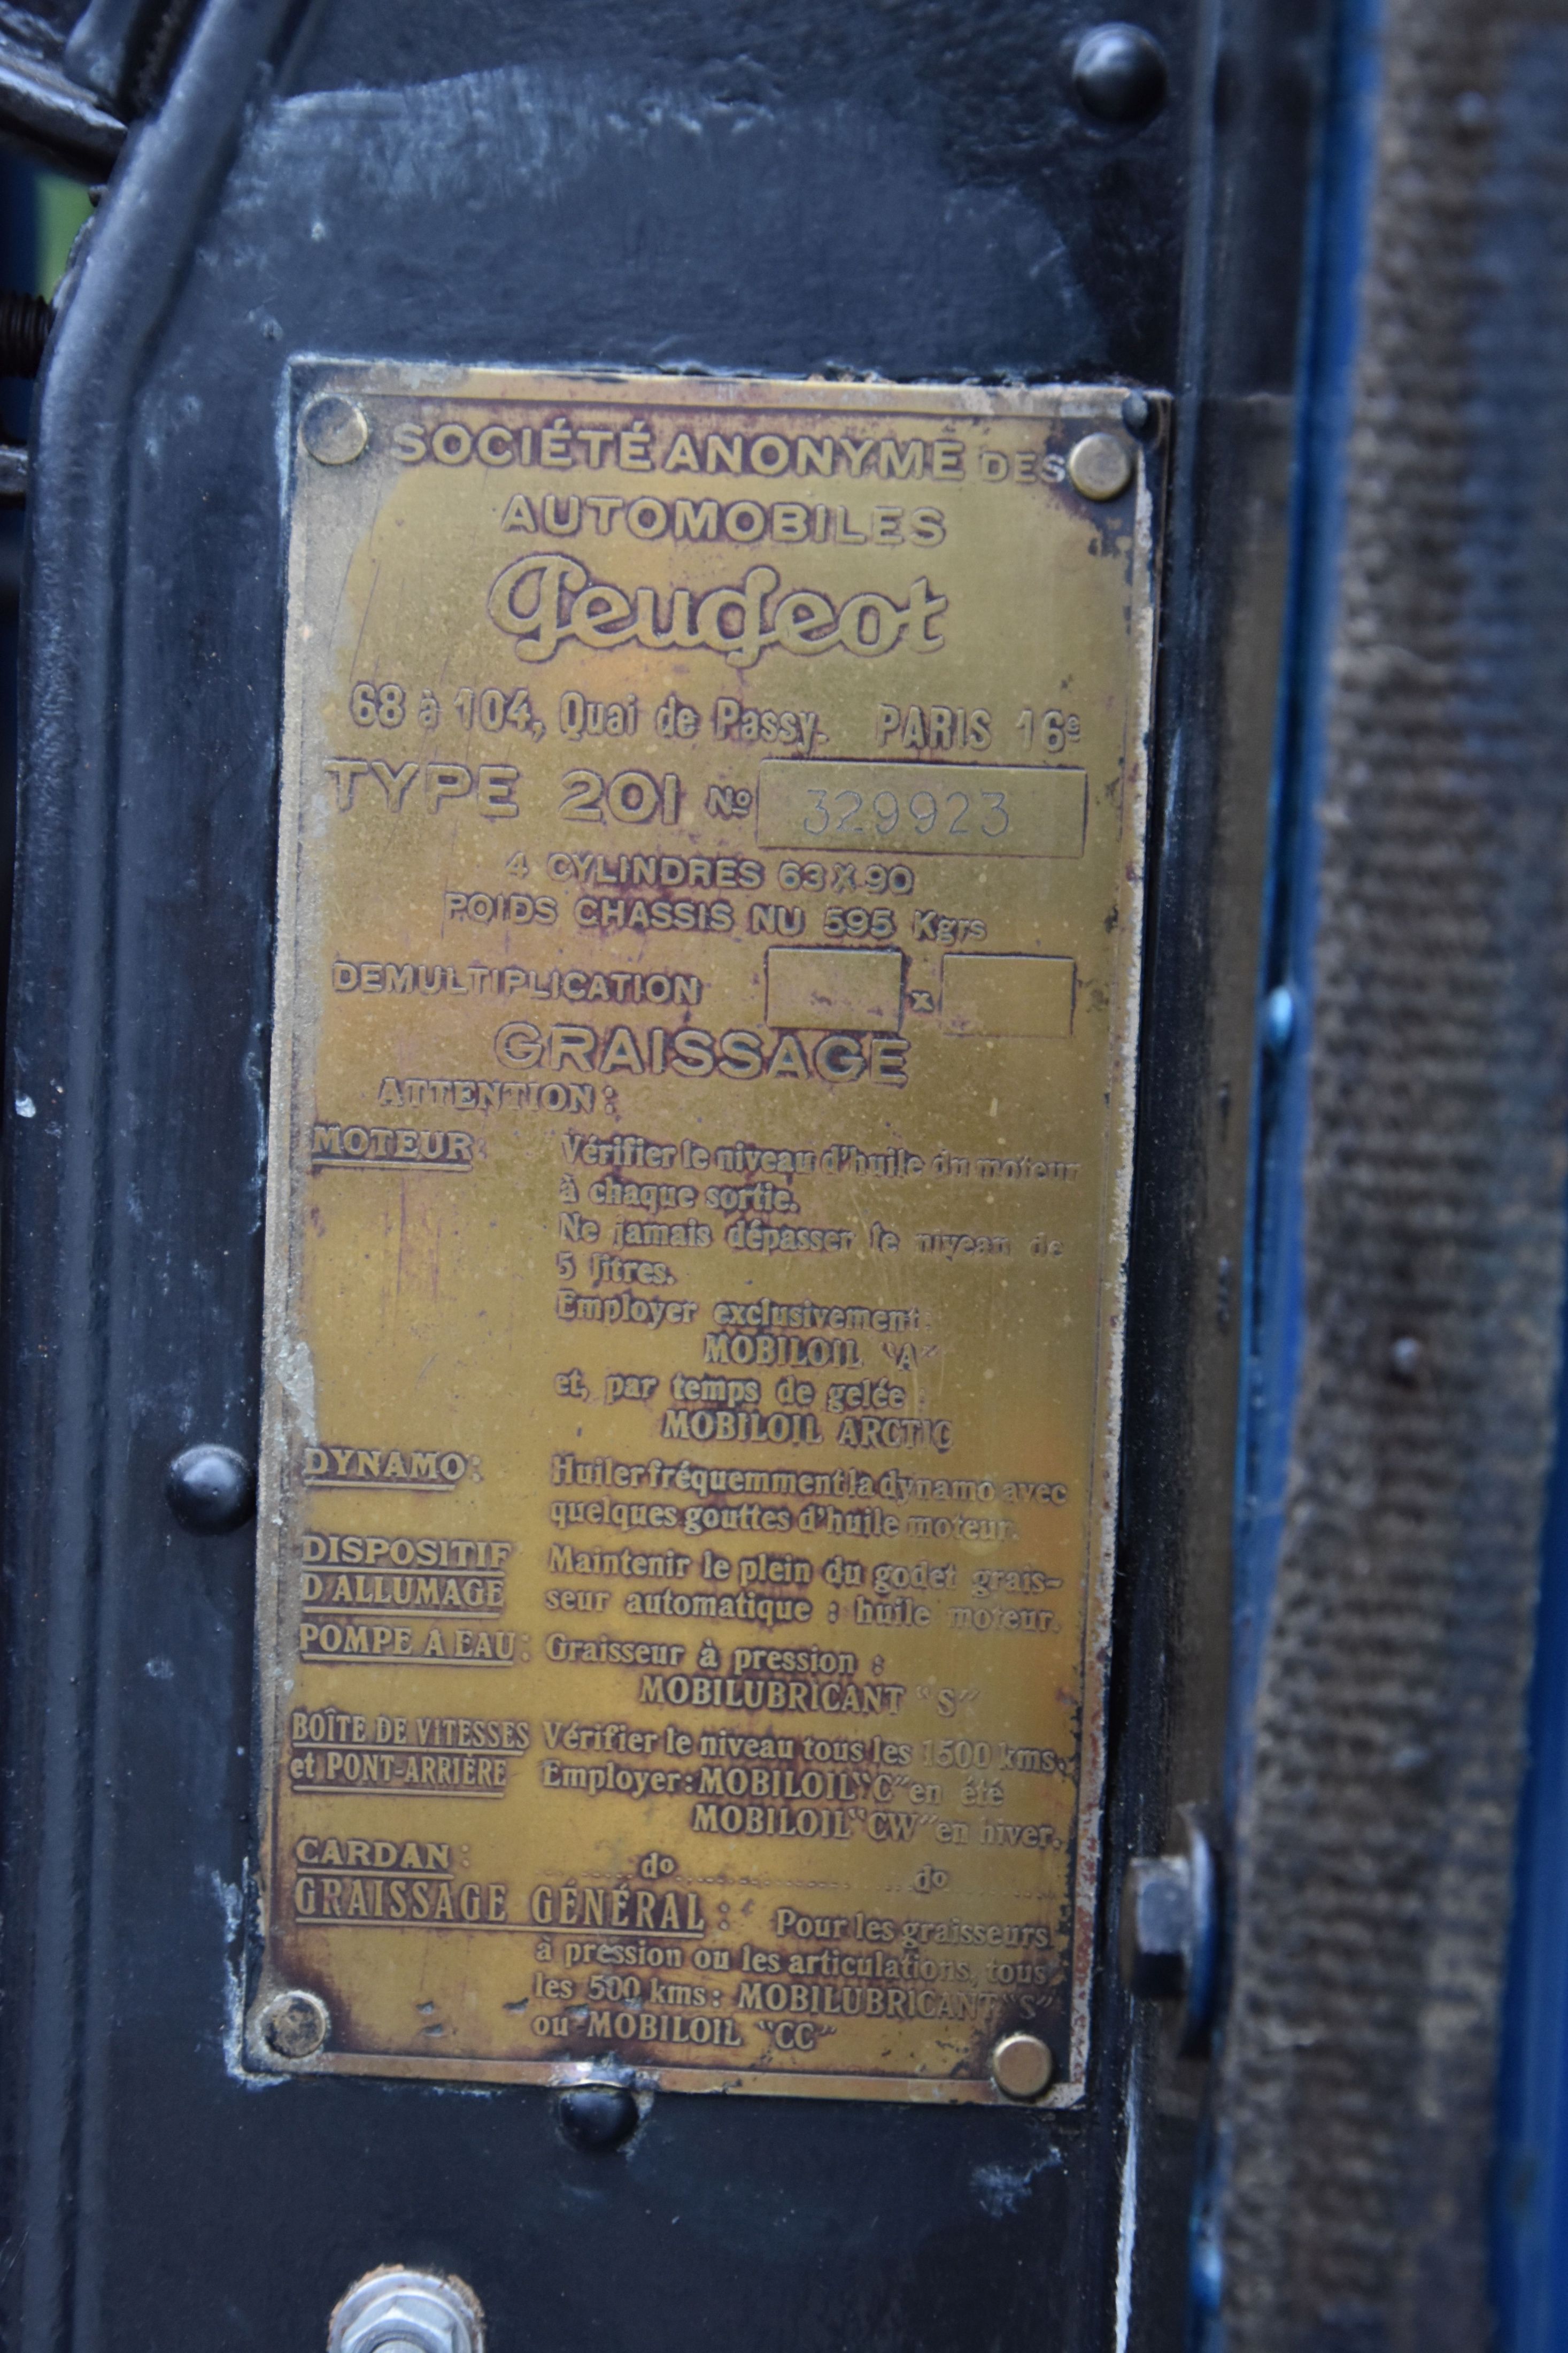 SOCIÉTÉ ANONYME DES
AUTOMOBILES
Peugeot
68 à 104, Quai de Passy. PARIS 16e
TYPE 201 No 329923
4 CYLINDRES 63 X 90
POIDS CHASSIS NU 595 Kgrs
DEMULTIPLICATION x
GRAISSAGE
ATTENTION :
MOTEUR : Vérifier le niveau d'huile du moteur
à chaque sortie.
Ne jamais dépasser le niveau de
5 litres.
Employer exclusivement :
MOBILOIL "A"
et, par temps de gelée :
MOBILOIL ARCTIC
DYNAMO : Huiler fréquemment la dynamo avec
quelques gouttes d'huile moteur.
DISPOSITIF Maintenir le plein du godet grais-
D'ALLUMAGE seur automatique : huile moteur.
POMPE A EAU : Graisseur à pression :
MOBILUBRICANT "S"
BOÎTE DE VITESSES Vérifier le niveau tous les 1500 kms.
et PONT-ARRIÈRE Employer : MOBILOIL "C" en été
MOBILOIL "CW" en hiver.
CARDAN : do do
GRAISSAGE GÉNÉRAL : Pour les graisseurs
à pression ou les articulations, tous
les 500 kms : MOBILUBRICANT "S"
ou MOBILOIL "CC"